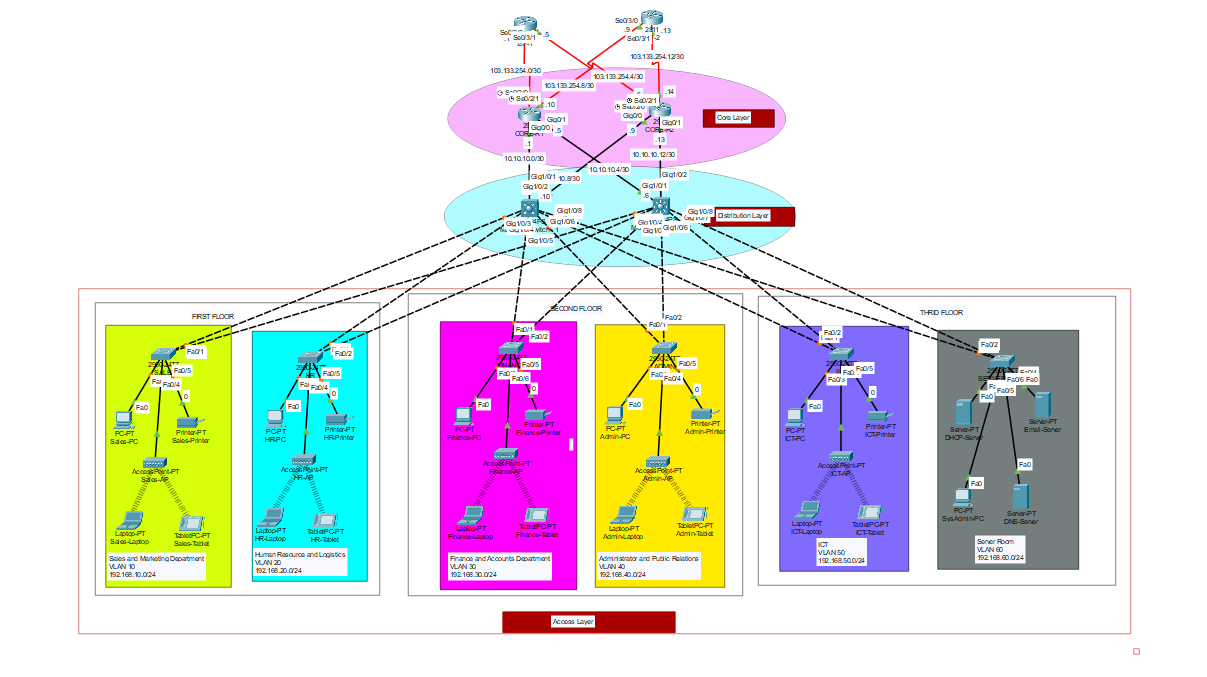 Se0/3/0
.9
2811
.13
Se0/3/1
Se0/3/1
.5
103.133.254.12/30
103.133.254.0/30
103.133.254.4/30
103.133.254.8/30
Se0/2/1
.10
Se0/2/1
.14
Gig0/1
Gig0/0
.5
Gig0/0
.9
Gig0/1
Core Layer
.1
.13
10.10.10.0/30
10.10.10.12/30
10.10.10.4/30
10.8/30
Gig1/0/1
Gig1/0/2
.10
Gig1/0/2
Gig1/0/1
.6
Gig1/0/8
Gig1/0/6
Gig1/0/3
Gig1/0/5
Gig1/0/8
Gig1/0/6
Distribution Layer
FIRST FLOOR
SECOND FLOOR
THRID FLOOR
Fa0/1
Fa0/5
Fa0/4
0
Fa0
PC-PT
Sales-PC
Printer-PT
Sales-Printer
AccessPoint-PT
Sales-AP
Laptop-PT
Sales-Laptop
TabletPC-PT
Sales-Tablet
Sales and Marketing Department
VLAN 10
192.168.10.0/24
Fa0/2
Fa0/5
Fa0/4
0
Fa0
PC-PT
HR-PC
Printer-PT
HR-Printer
AccessPoint-PT
HR-AP
Laptop-PT
HR-Laptop
TabletPC-PT
HR-Tablet
Human Resource and Logistics
VLAN 20
192.168.20.0/24
Fa0/1
Fa0/2
Fa0/5
Fa0/6
0
Fa0
PC-PT
Finance-PC
Printer-PT
Finance-Printer
AccessPoint-PT
Finance-AP
Laptop-PT
Finance-Laptop
TabletPC-PT
Finance-Tablet
Finance and Accounts Department
VLAN 30
192.168.30.0/24
Fa0/2
Fa0/1
Fa0/5
Fa0/4
0
Fa0
PC-PT
Admin-PC
Printer-PT
Admin-Printer
AccessPoint-PT
Admin-AP
Laptop-PT
Admin-Laptop
TabletPC-PT
Admin-Tablet
Administrator and Public Relations
VLAN 40
192.168.40.0/24
Fa0/2
Fa0/5
Fa0/3
0
Fa0
PC-PT
ICT-PC
Printer-PT
ICT-Printer
AccessPoint-PT
ICT-AP
Laptop-PT
ICT-Laptop
TabletPC-PT
ICT-Tablet
ICT
VLAN 50
192.168.50.0/24
Fa0/2
Fa0/6
Fa0
Fa0/5
Fa0
Server-PT
DHCP-Server
Server-PT
Email-Server
Fa0
Fa0
PC-PT
SysAdmin-PC
Server-PT
DNS-Server
Server Room
VLAN 60
192.168.60.0/24
Access Layer